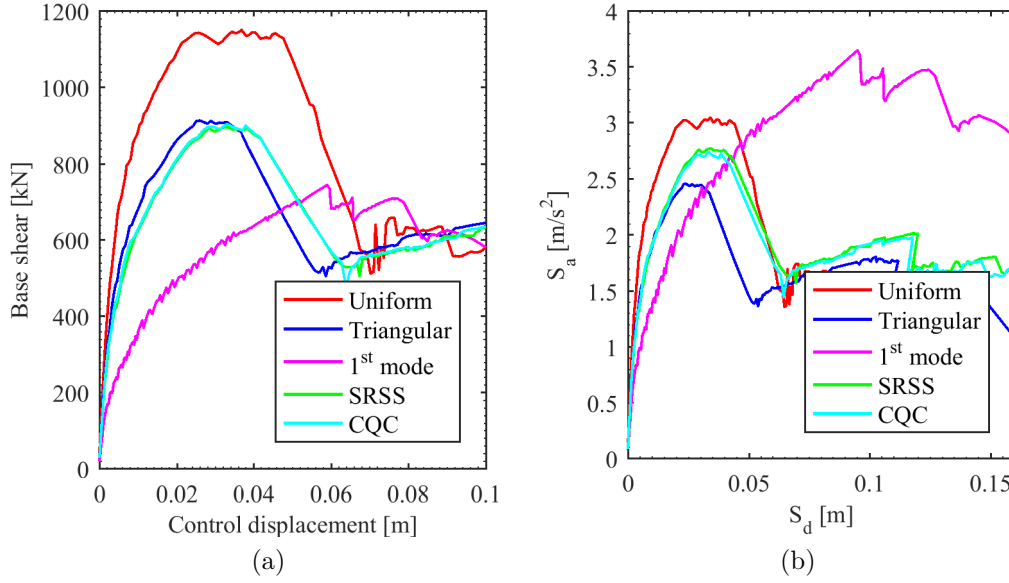 1200
1000
800
600
400
200
0
0
0.02
0.04
0.06
0.08
0.1
Base shear [kN]
Control displacement [m]
Uniform
Triangular
1st mode
SRSS
CQC
(a)
4
3.5
3
2.5
2
1.5
1
0.5
0
0
0.05
0.1
0.15
Sa [m/s2]
Sd [m]
Uniform
Triangular
1st mode
SRSS
CQC
(b)